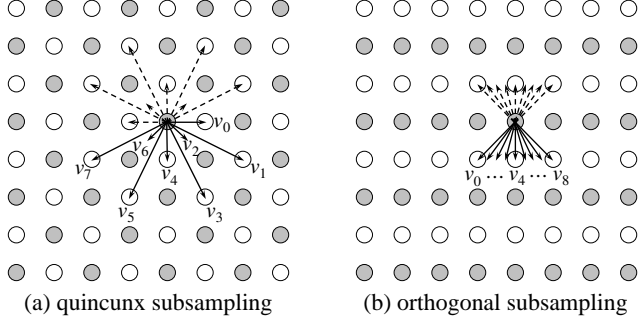 v0
v6
v2
v7
v4
v1
v0 ... v4 ... v8
v5
v3
(a) quincunx subsampling
(b) orthogonal subsampling